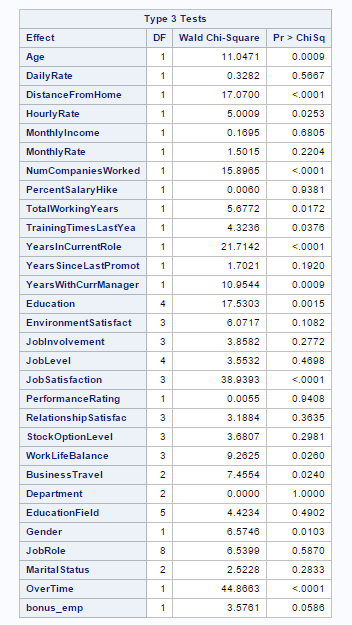 Type 3 Tests
Effect DF Wald Chi-Square Pr > ChiSq
Age 1 11.0471 0.0009
DailyRate 1 0.3282 0.5667
DistanceFromHome 1 17.0700 <.0001
HourlyRate 1 5.0009 0.0253
MonthlyIncome 1 0.1695 0.6805
MonthlyRate 1 1.5015 0.2204
NumCompaniesWorked 1 15.8965 <.0001
PercentSalaryHike 1 0.0060 0.9381
TotalWorkingYears 1 5.6772 0.0172
TrainingTimesLastYea 1 4.3236 0.0376
YearsInCurrentRole 1 21.7142 <.0001
YearsSinceLastPromot 1 1.7021 0.1920
YearsWithCurrManager 1 10.9544 0.0009
Education 4 17.5303 0.0015
EnvironmentSatisfact 3 6.0717 0.1082
JobInvolvement 3 3.8582 0.2772
JobLevel 4 3.5532 0.4698
JobSatisfaction 3 38.9393 <.0001
PerformanceRating 1 0.0055 0.9408
RelationshipSatisfac 3 3.1884 0.3635
StockOptionLevel 3 3.6807 0.2981
WorkLifeBalance 3 9.2625 0.0260
BusinessTravel 2 7.4554 0.0240
Department 2 0.0000 1.0000
EducationField 5 4.4234 0.4902
Gender 1 6.5746 0.0103
JobRole 8 6.5399 0.5870
MaritalStatus 2 2.5228 0.2833
OverTime 1 44.8663 <.0001
bonus_emp 1 3.5761 0.0586